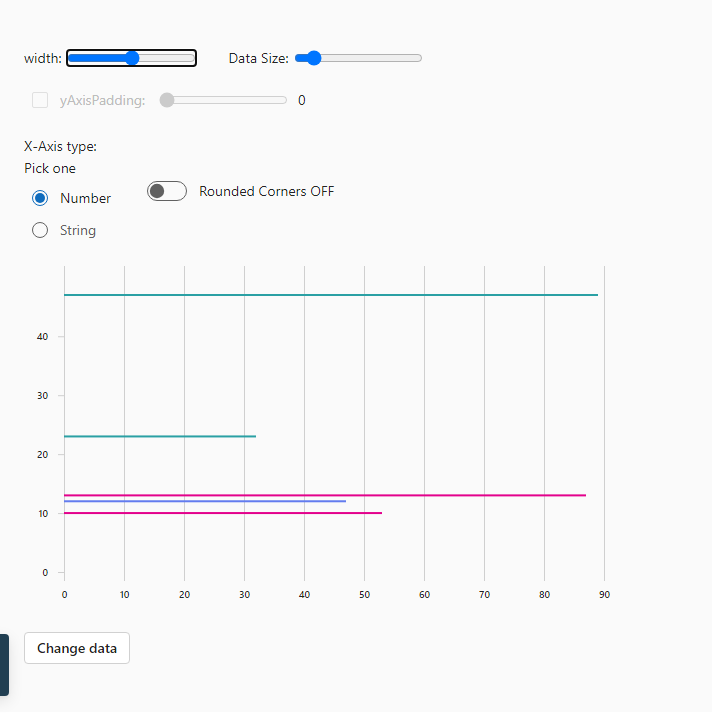 width: Data Size:
yAxisPadding: 0
X-Axis type:
Pick one
Number Rounded Corners OFF
String
40
30
20
10
0
0 10 20 30 40 50 60 70 80 90
Change data